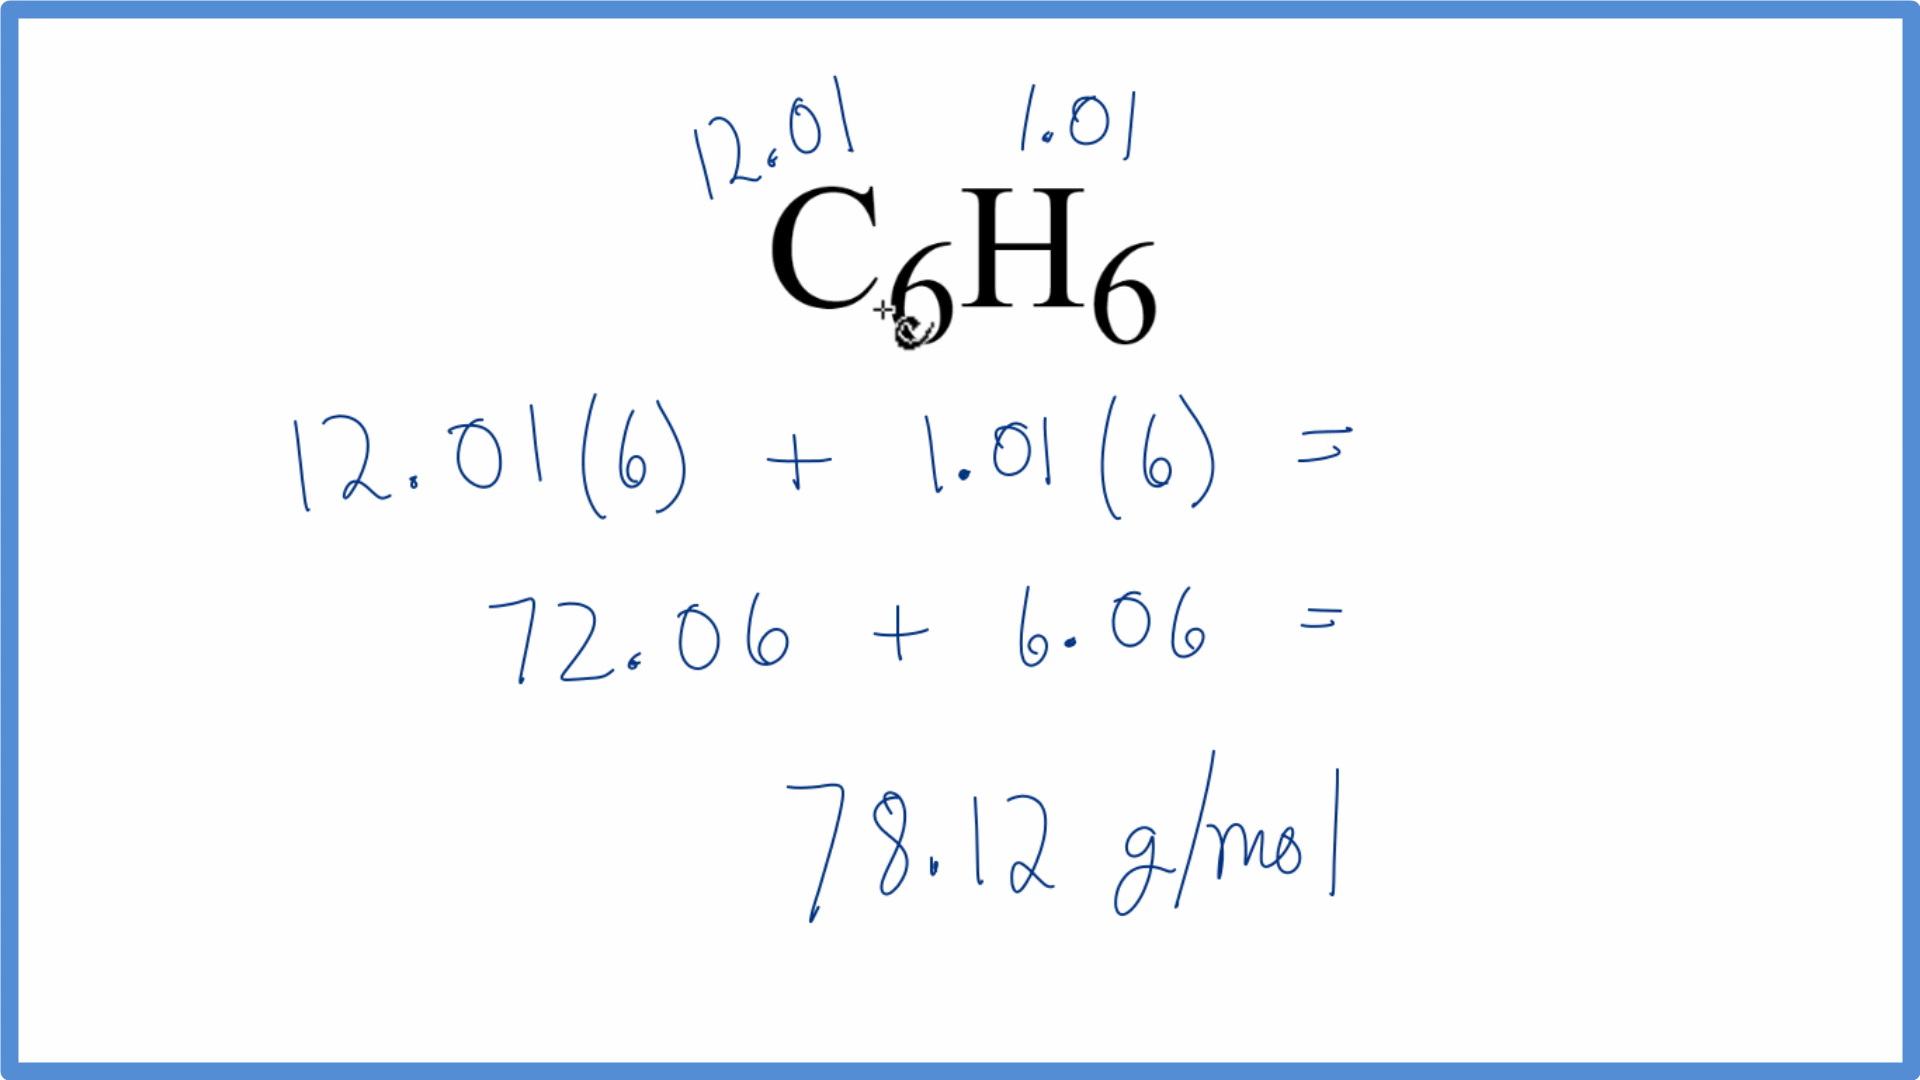 12.01 1.01
C₆H₆
12.01(6) + 1.01(6) =
72.06 + 6.06 =
78.12 g/mol